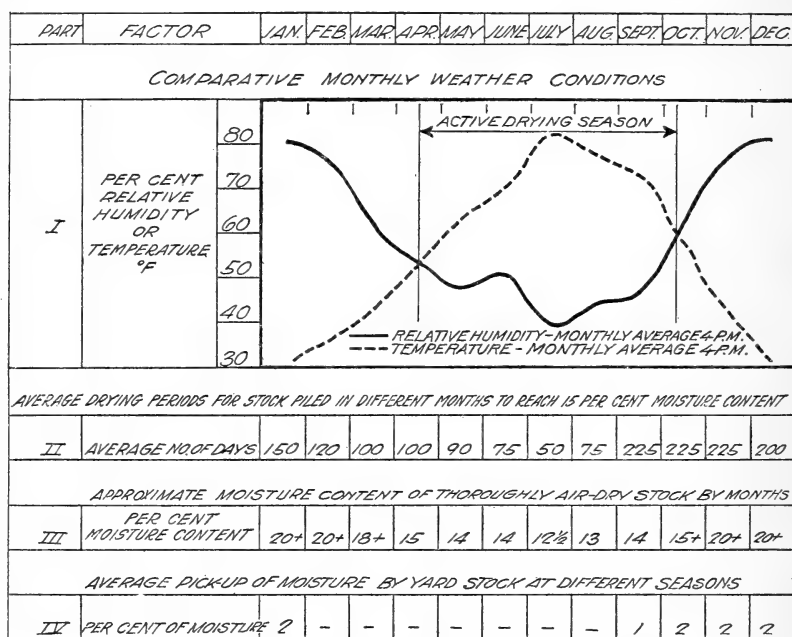 PART FACTOR JAN. FEB. MAR. APR. MAY JUNE JULY AUG. SEPT. OCT. NOV. DEC.
COMPARATIVE MONTHLY WEATHER CONDITIONS
I
PER CENT
RELATIVE
HUMIDITY
OR
TEMPERATURE
°F
80
70
60
50
40
30
ACTIVE DRYING SEASON
RELATIVE HUMIDITY-MONTHLY AVERAGE 4 P.M.
TEMPERATURE - MONTHLY AVERAGE 4 P.M.
AVERAGE DRYING PERIODS FOR STOCK PILED IN DIFFERENT MONTHS TO REACH 15 PER CENT MOISTURE CONTENT
II AVERAGE NO. OF DAYS 150 120 100 100 90 75 50 75 225 225 225 200
APPROXIMATE MOISTURE CONTENT OF THOROUGHLY AIR-DRY STOCK BY MONTHS
III PER CENT
MOISTURE CONTENT 20+ 20+ 18+ 15 14 14 12½ 13 14 15+ 20+ 20+
AVERAGE PICK-UP OF MOISTURE BY YARD STOCK AT DIFFERENT SEASONS
IV PER CENT OF MOISTURE 2 - - - - - - - 1 2 2 2